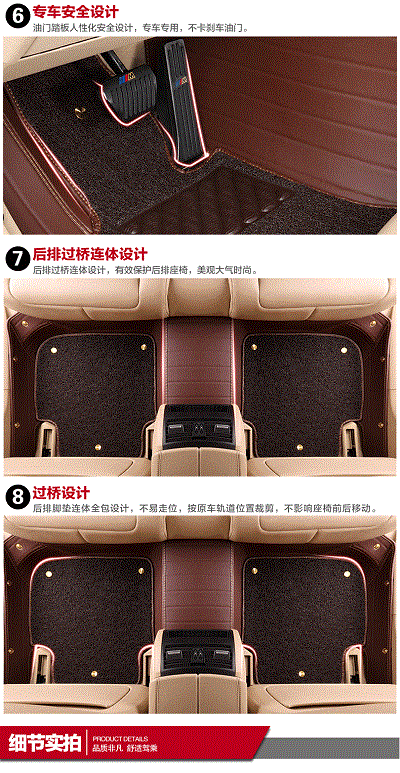 6 专车安全设计
油门踏板人性化安全设计，专车专用，不卡刹车油门。
7 后排过桥连体设计
后排过桥连体设计，有效保护后排座椅，美观大气时尚。
8 过桥设计
后排脚垫连体全包设计，不易走位，按原车轨道位置裁剪，不影响座椅前后移动。
细节实拍
PRODUCT DETAILS
品质非凡 舒适驾乘